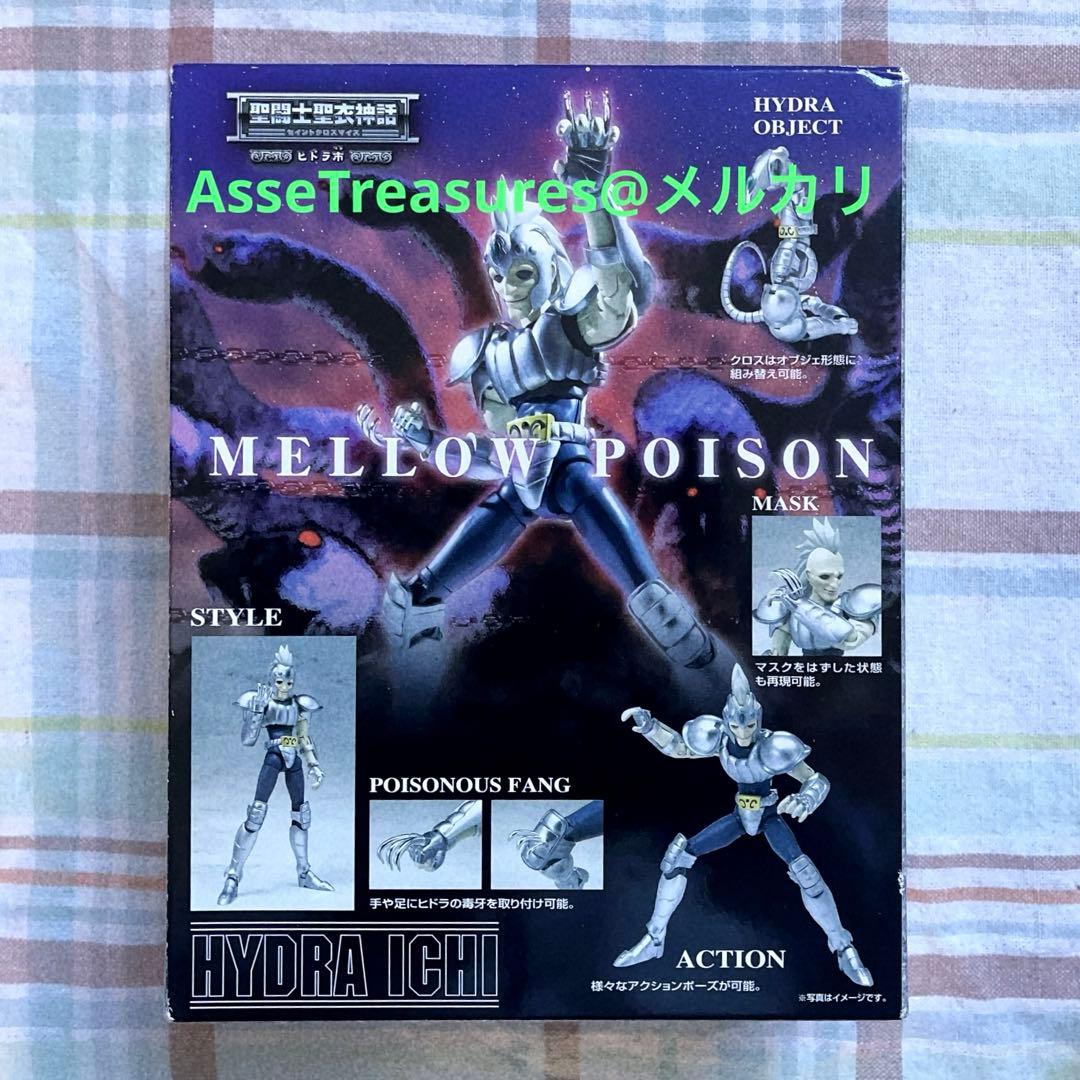 聖闘士聖衣神話
セイントクロスマイス
ヒドラ市
HYDRA
OBJECT
AsseTreasures@メルカリ
クロスはオブジェ形態に
組み替え可能。
MELLOW POISON
MASK
マスクをはずした状態
も再現可能。
STYLE
POISONOUS FANG
手や足にヒドラの毒牙を取り付け可能。
HYDRA ICHI
ACTION
様々なアクションポーズが可能。
※写真はイメージです。